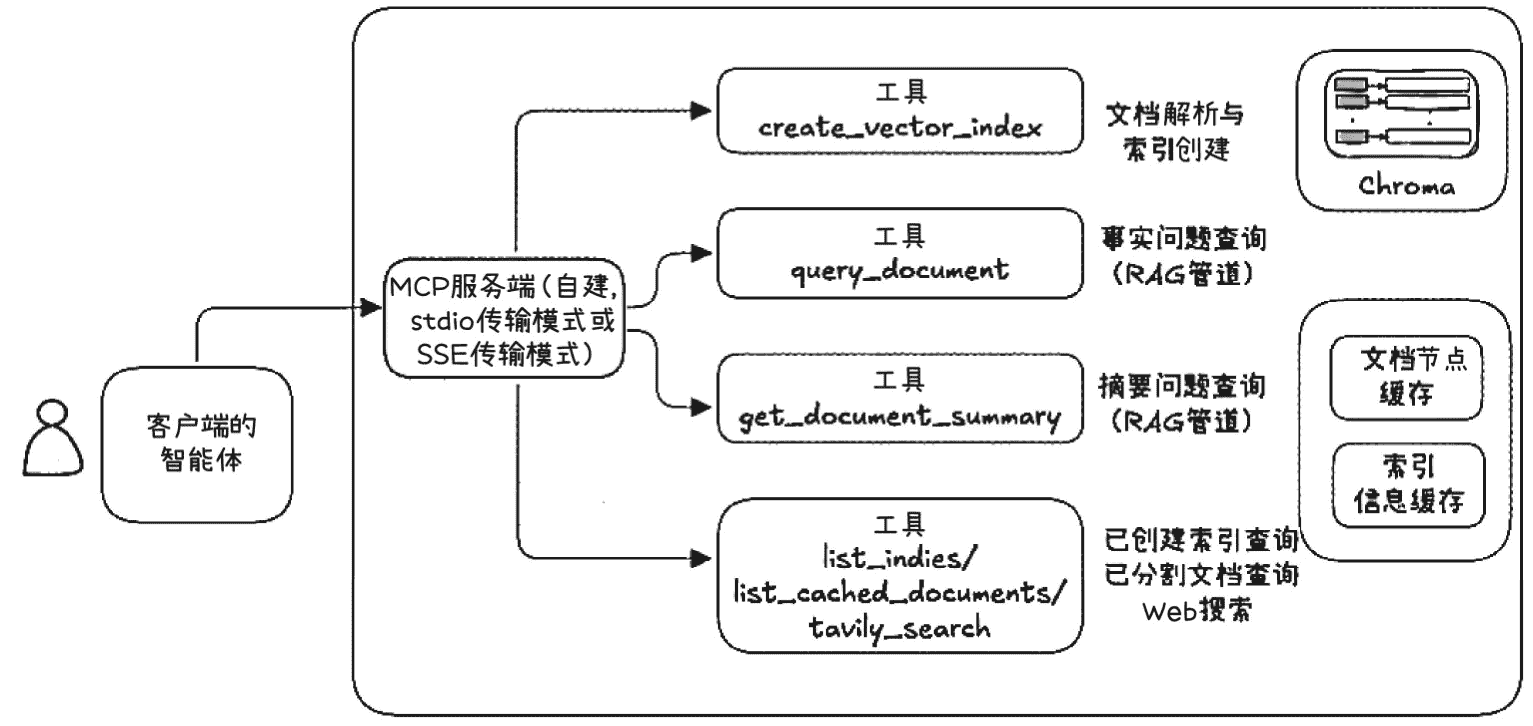 客户端的
智能体
MCP服务端(自建,
stdio传输模式或
SSE传输模式)
工具
create_vector_index
文档解析与
索引创建
工具
query_document
事实问题查询
(RAG管道)
工具
get_document_summary
摘要问题查询
(RAG管道)
工具
list_indies/
list_cached_documents/
tavily_search
已创建索引查询
已分割文档查询
Web搜索
Chroma
文档节点
缓存
索引
信息缓存